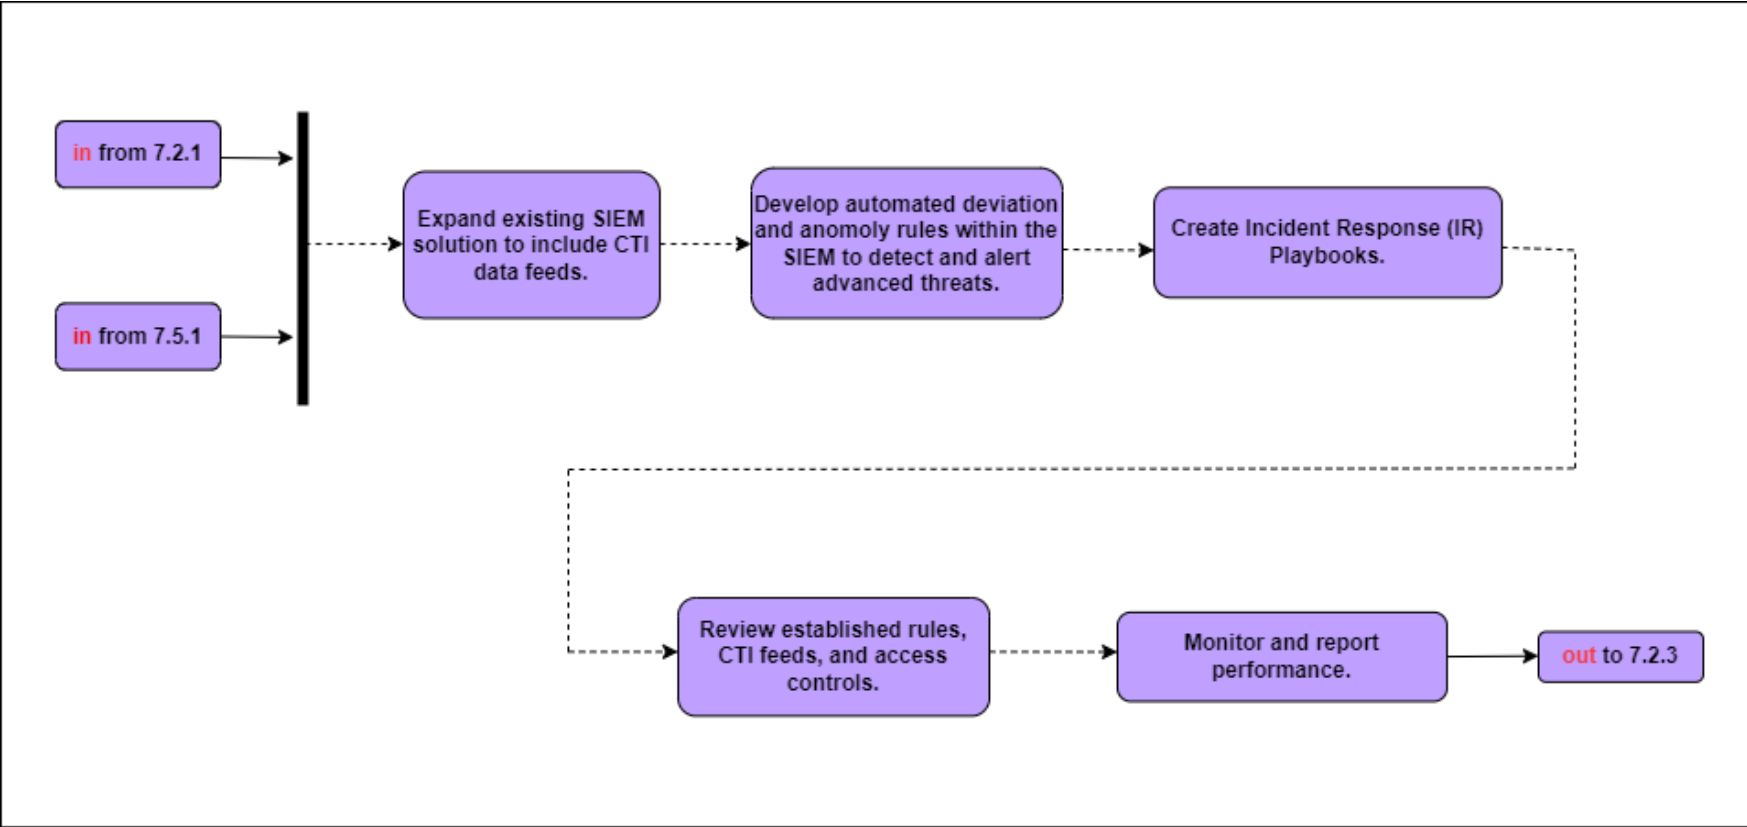 in from 7.2.1
Expand existing SIEM
solution to include CTI
data feeds.
Develop automated deviation
and anomoly rules within the
SIEM to detect and alert
advanced threats.
Create Incident Response (IR)
Playbooks.
in from 7.5.1
Review established rules,
CTI feeds, and access
controls.
Monitor and report
performance.
out to 7.2.3